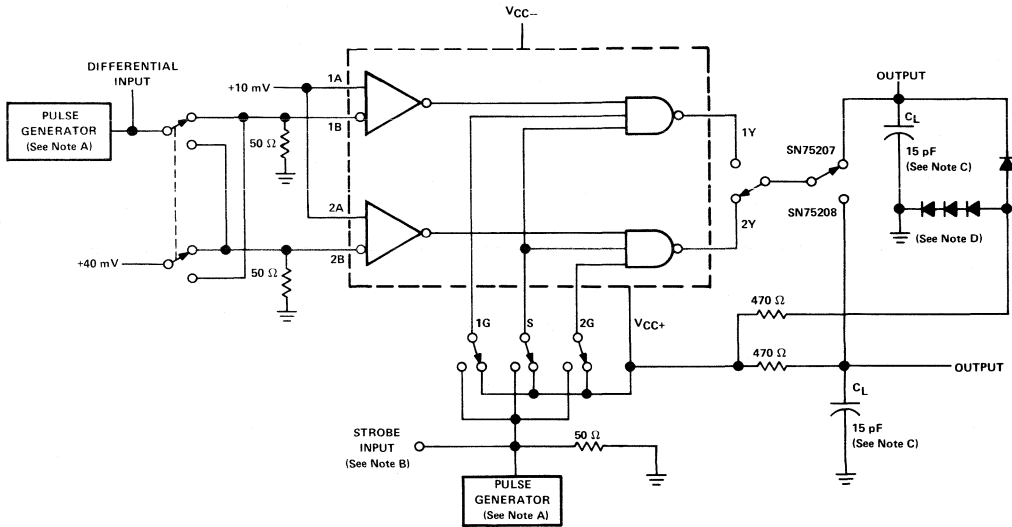 VCC−
DIFFERENTIAL
INPUT
PULSE
GENERATOR
(See Note A)
+10 mV
1A
1B
50 Ω
2A
2B
+40 mV
50 Ω
1Y
2Y
SN75207
SN75208
OUTPUT
CL
15 pF
(See Note C)
(See Note D)
1G
S
2G
VCC+
470 Ω
470 Ω
OUTPUT
CL
15 pF
(See Note C)
STROBE
INPUT
(See Note B)
50 Ω
PULSE
GENERATOR
(See Note A)